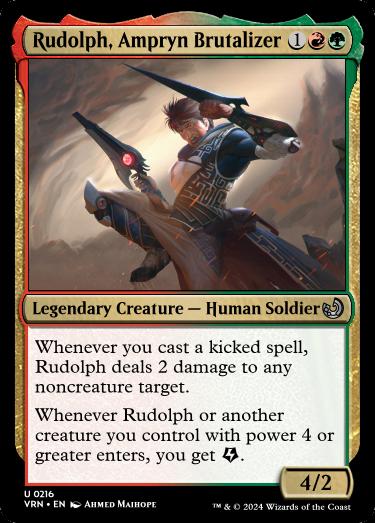 Rudolph, Ampryn Brutalizer 1
Legendary Creature — Human Soldier
Whenever you cast a kicked spell,
Rudolph deals 2 damage to any
noncreature target.
Whenever Rudolph or another
creature you control with power 4 or
greater enters, you get .
4/2
U 0216
VRN • EN Ahmed Maihope
™ & © 2024 Wizards of the Coast